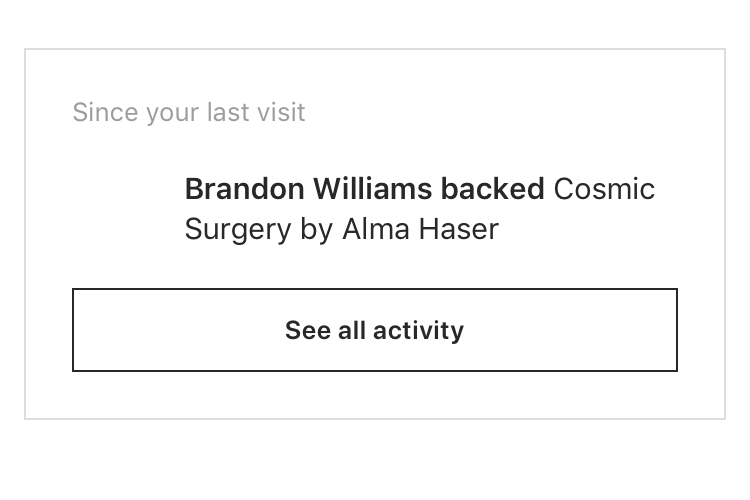 Since your last visit
Brandon Williams backed Cosmic
Surgery by Alma Haser
See all activity